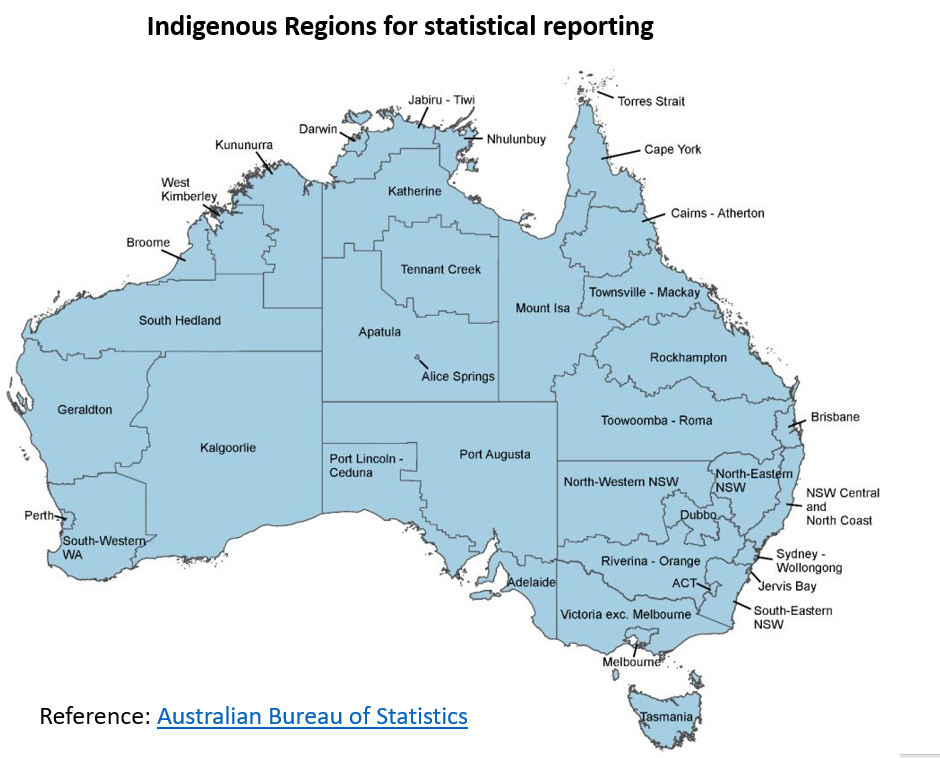 Indigenous Regions for statistical reporting
Torres Strait
Jabiru - Tiwi
Darwin
Nhulunbuy
Kununurra
Cape York
West
Kimberley
Katherine
Cairns - Atherton
Broome
Tennant Creek
Townsville - Mackay
Mount Isa
South Hedland
Apatula
Rockhampton
Alice Springs
Geraldton
Brisbane
Toowoomba - Roma
Kalgoorlie
Port Augusta
Port Lincoln -
Ceduna
North-Western NSW
North-Eastern
NSW
NSW Central
and
North Coast
Dubbo
Perth
South-Western
WA
Sydney -
Wollongong
Riverina - Orange
ACT
Jervis Bay
Adelaide
South-Eastern
NSW
Victoria exc. Melbourne
Melbourne
Tasmania
Reference: Australian Bureau of Statistics